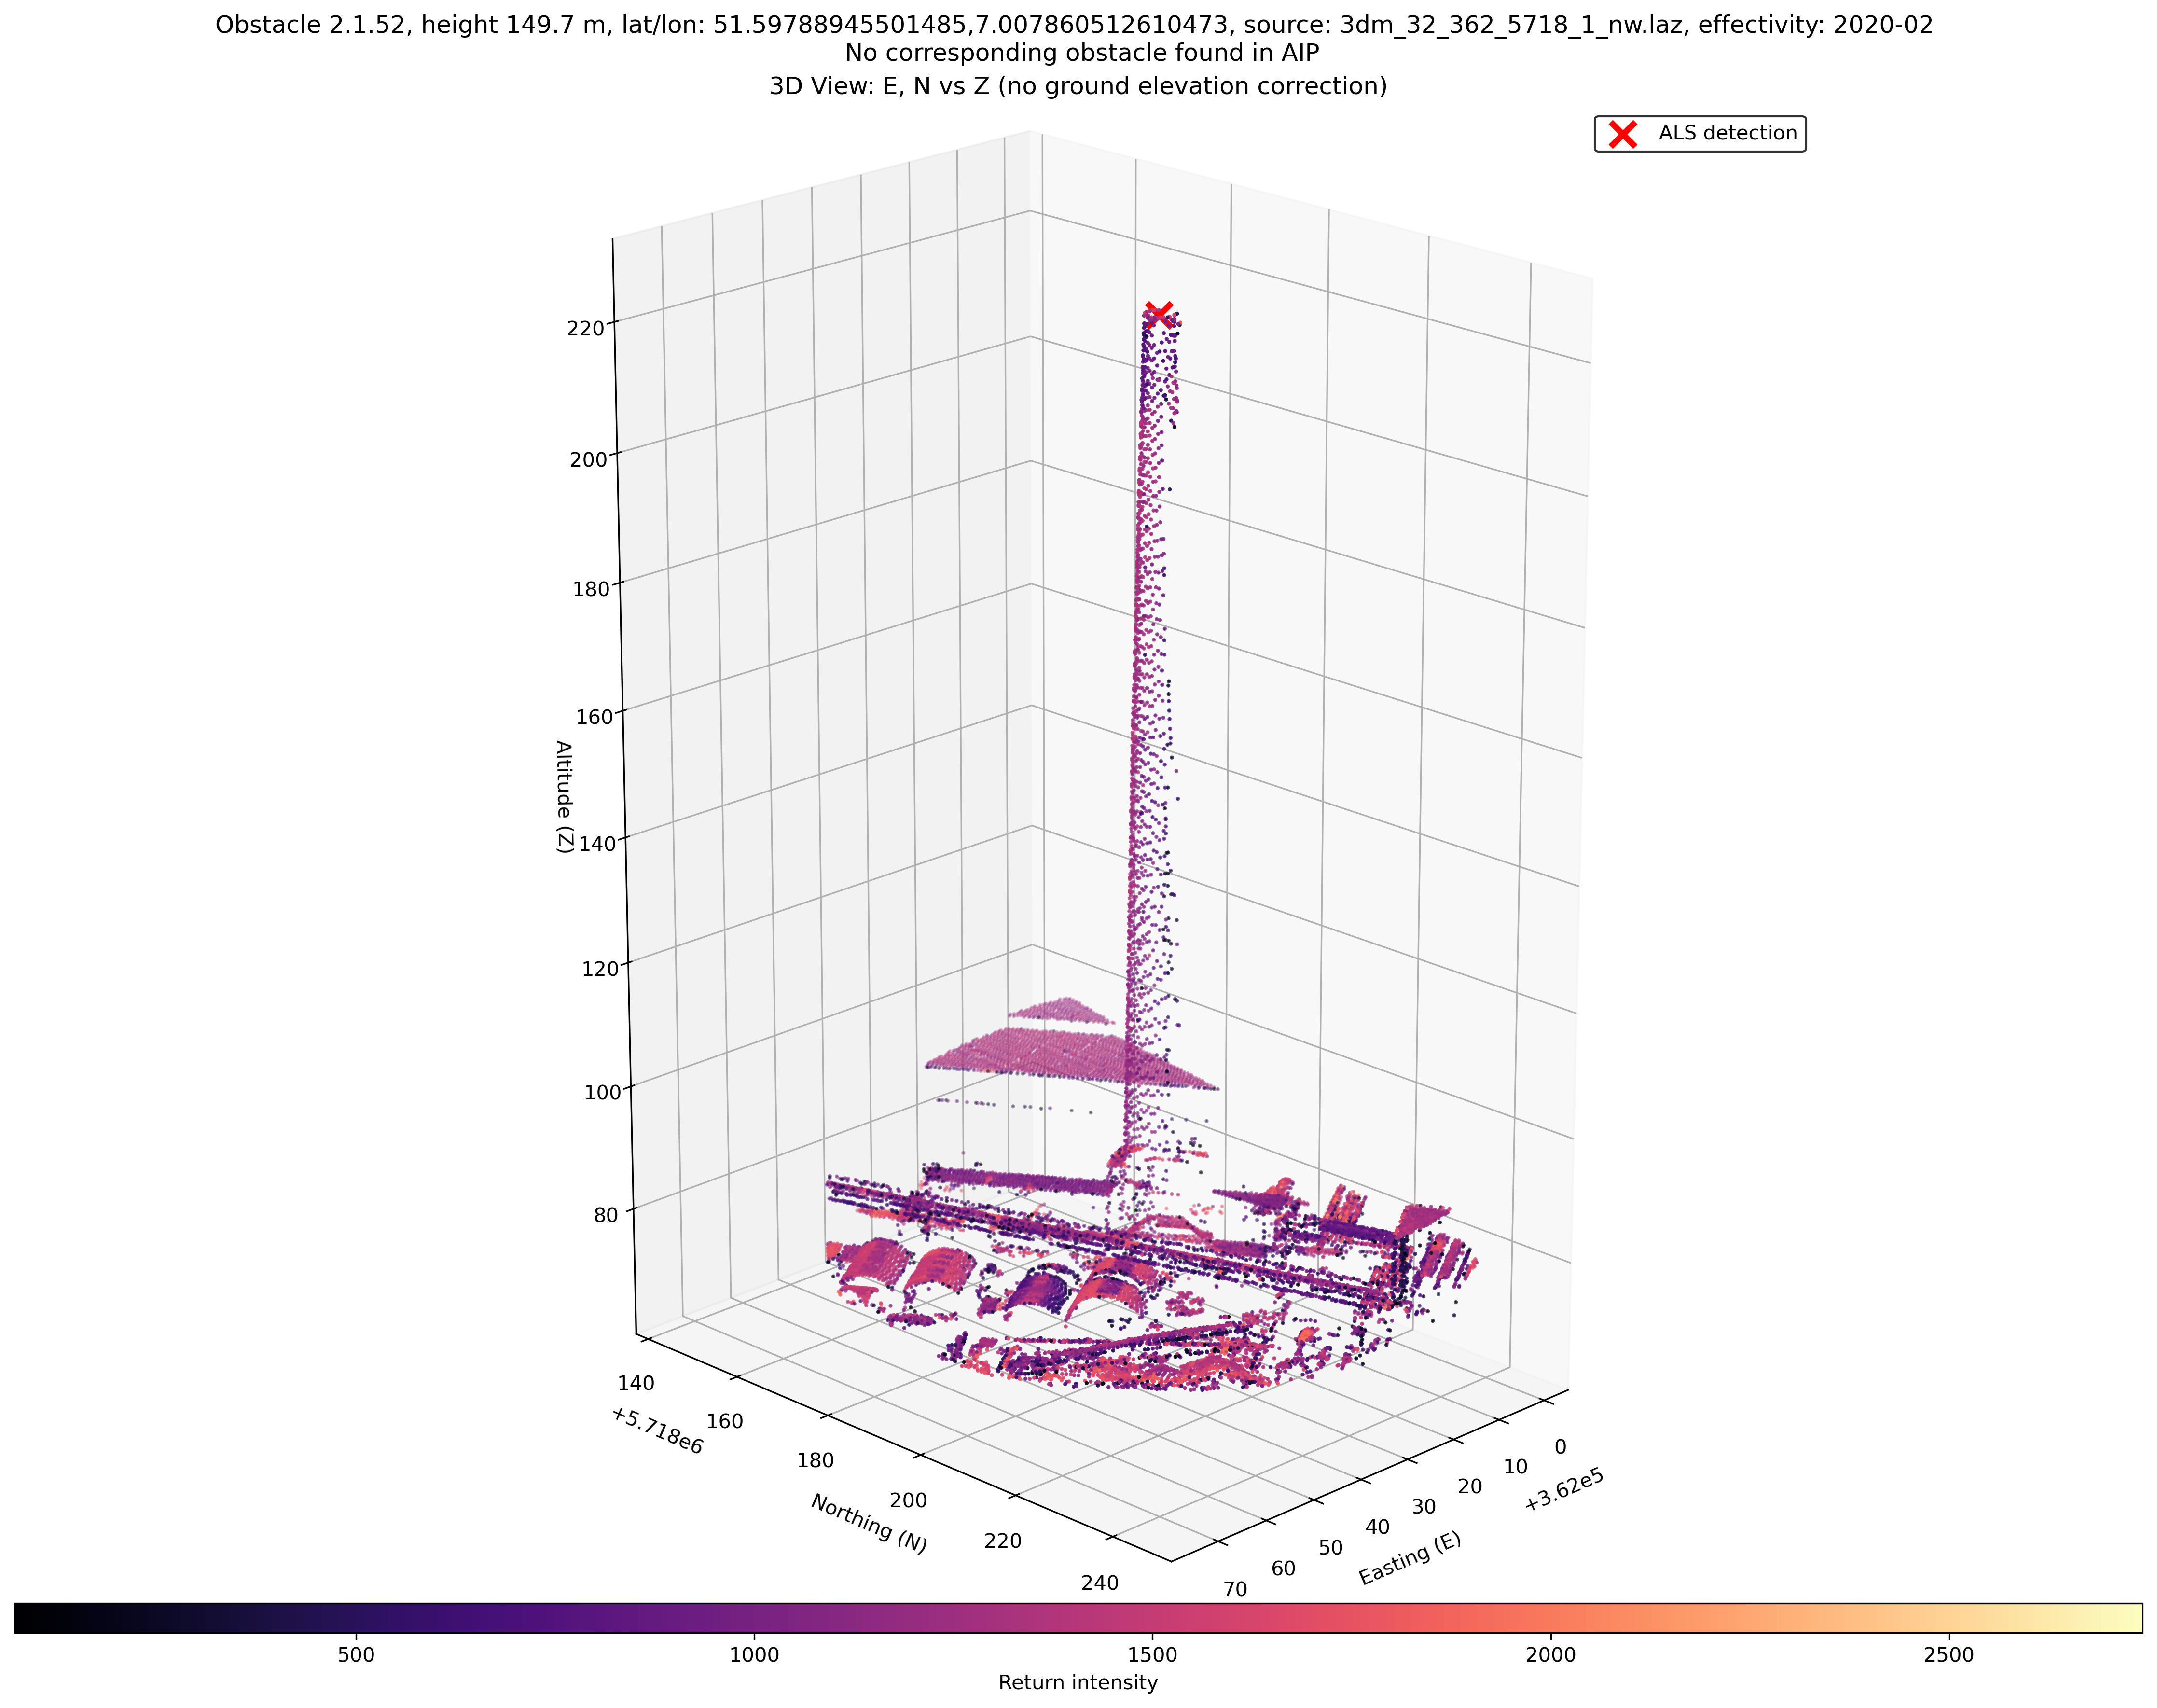 Obstacle 2.1.52, height 149.7 m, lat/lon: 51.59788945501485,7.007860512610473, source: 3dm_32_362_5718_1_nw.laz, effectivity: 2020-02
No corresponding obstacle found in AIP
3D View: E, N vs Z (no ground elevation correction)
ALS detection
220
200
180
160
140
120
100
80
Altitude (Z)
140
160
180
200
220
240
+5.718e6
Northing (N)
0
10
20
30
40
50
60
70
+3.62e5
Easting (E)
500
1000
1500
2000
2500
Return intensity